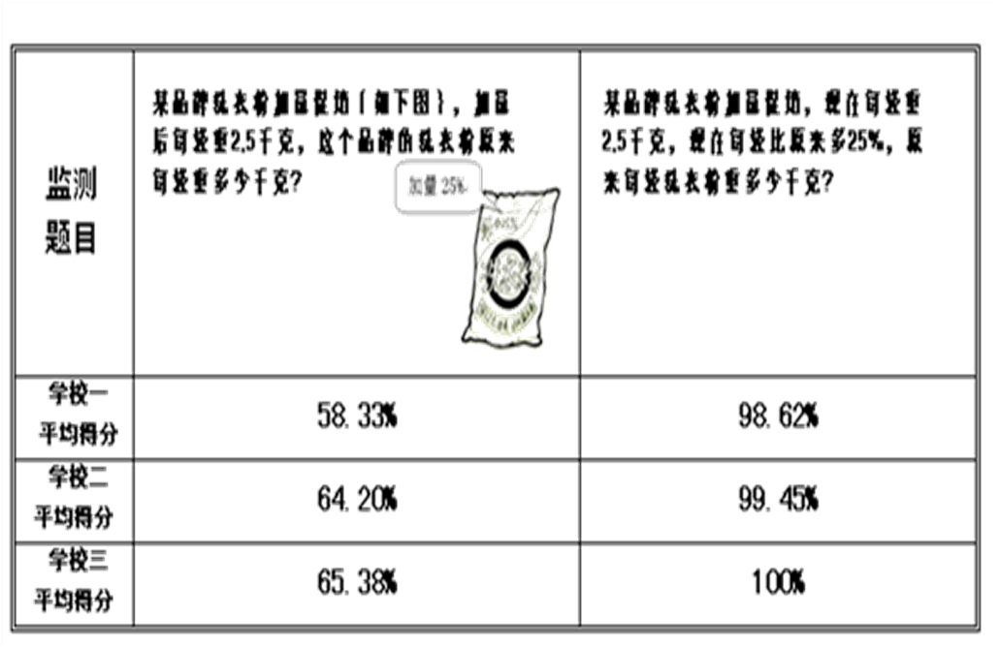 监测
题目
某品牌洗衣粉加量促销(如下图),加量
后每袋重2.5千克,这个品牌的洗衣粉原来
每袋重多少千克?
加量25%
某品牌洗衣粉加量促销,现在每袋重
2.5千克,现在每袋比原来多25%,原
来每袋洗衣粉重多少千克?
学校一
平均得分
58.33%
98.62%
学校二
平均得分
64.20%
99.45%
学校三
平均得分
65.38%
100%